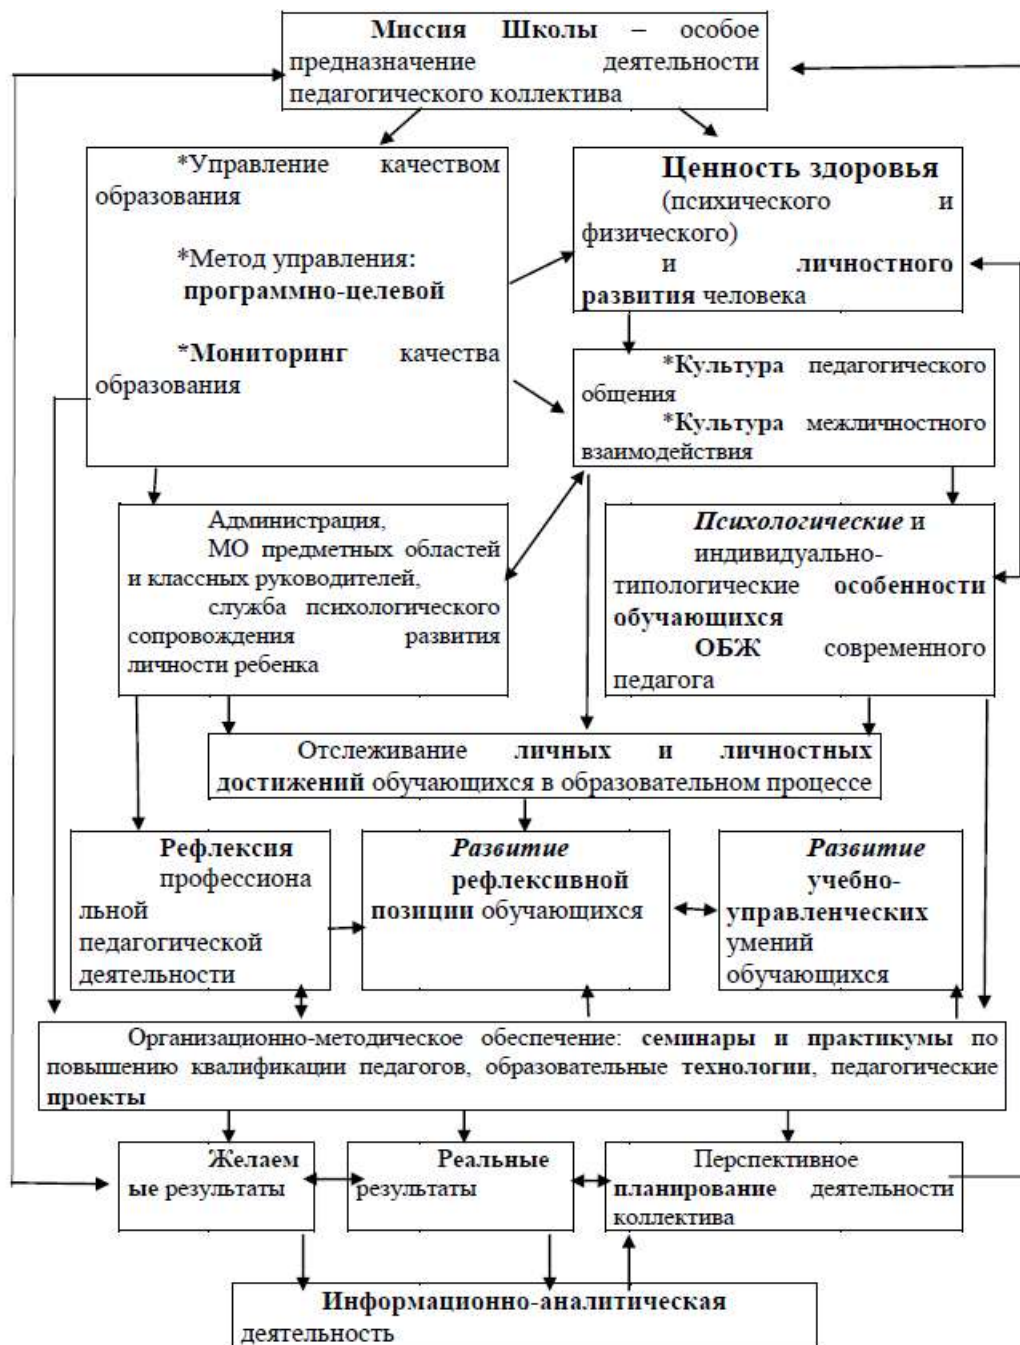 Миссия Школы – особое
предназначение деятельности
педагогического коллектива
*Управление качеством
образования
*Метод управления:
программно-целевой
*Мониторинг качества
образования
Ценность здоровья
(психического и
физического)
и личностного
развития человека
*Культура педагогического
общения
*Культура межличностного
взаимодействия
Администрация,
МО предметных областей
и классных руководителей,
служба психологического
сопровождения развития
личности ребенка
Психологические и
индивидуально-
типологические особенности
обучающихся
ОБЖ современного
педагога
Отслеживание личных и личностных
достижений обучающихся в образовательном процессе
Рефлексия
профессиона
льной
педагогической
деятельности
Развитие
рефлексивной
позиции обучающихся
Развитие
учебно-
управленческих
умений
обучающихся
Организационно-методическое обеспечение: семинары и практикумы по
повышению квалификации педагогов, образовательные технологии, педагогические
проекты
Желаем
ые результаты
Реальные
результаты
Перспективное
планирование деятельности
коллектива
Информационно-аналитическая
деятельность